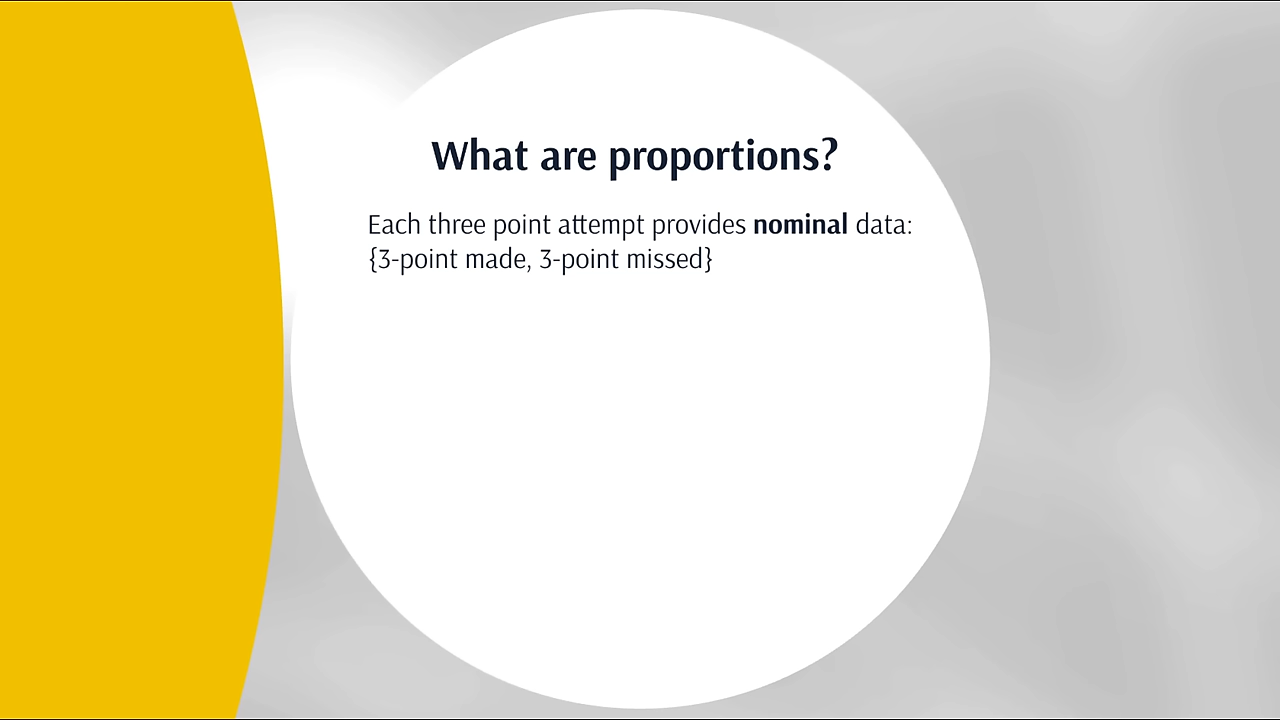 What are proportions?
Each three point attempt provides nominal data:
{3-point made, 3-point missed}